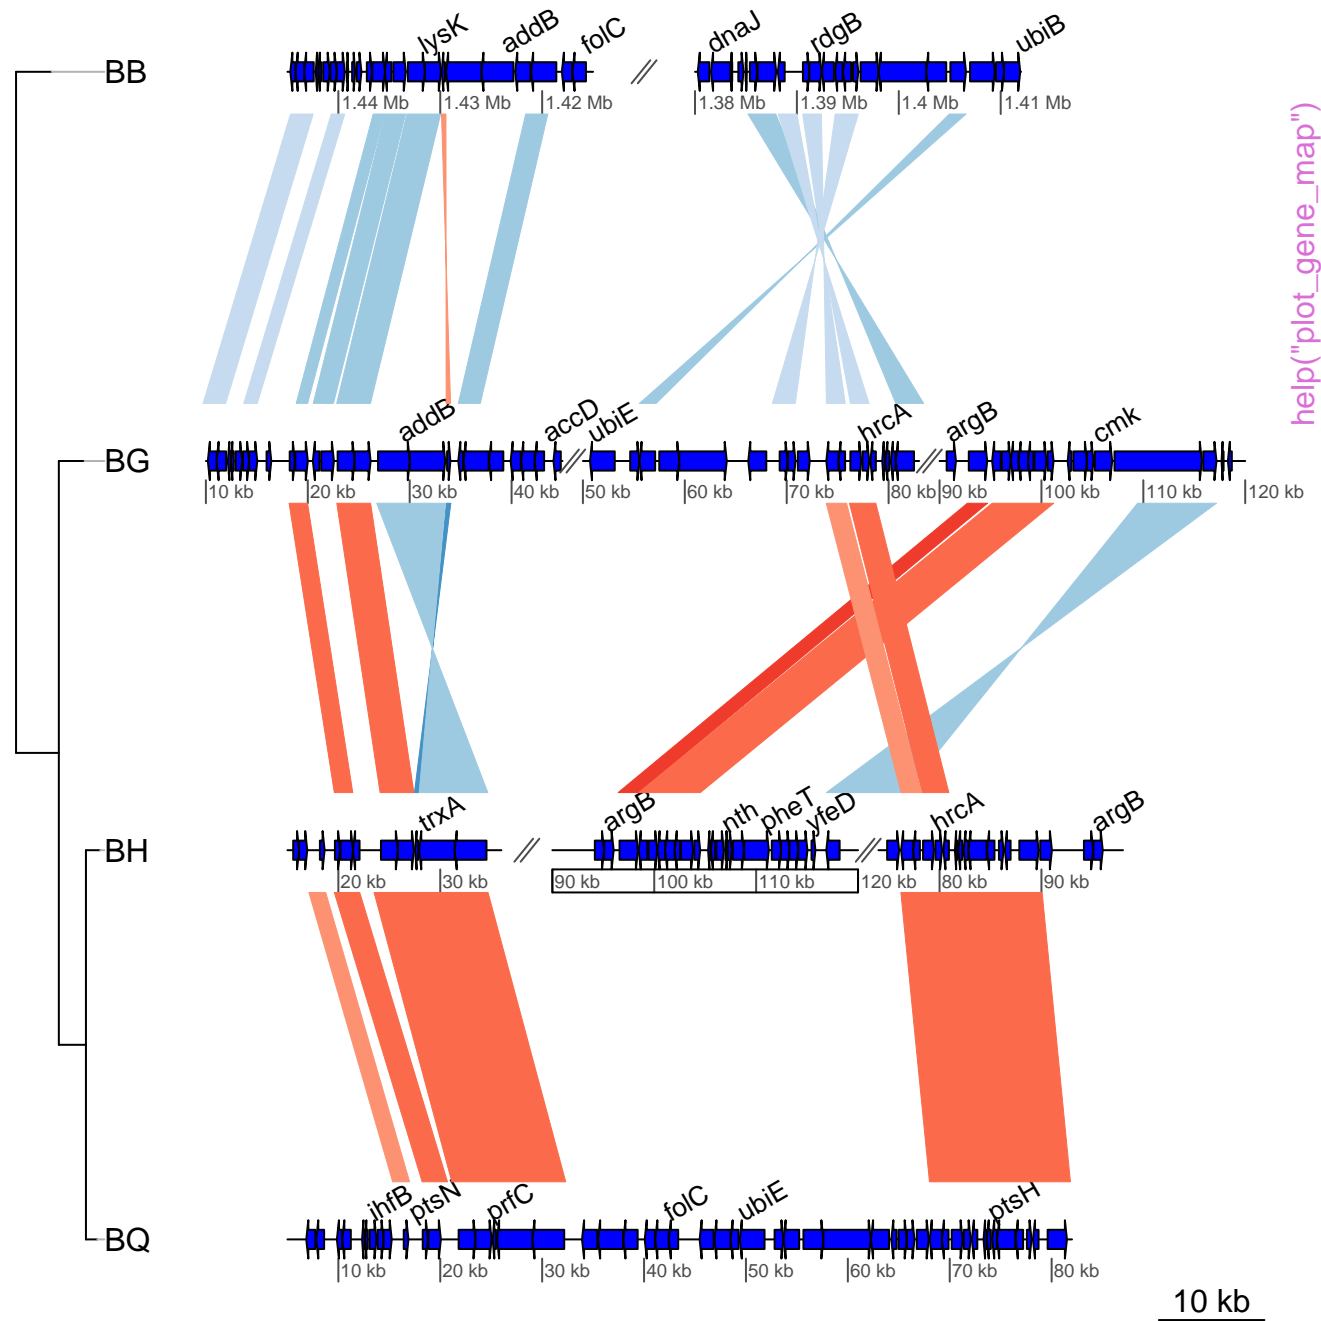 lysK addB folC dnaJ rdgB ubiB
BB
1.44 Mb 1.43 Mb 1.42 Mb 1.38 Mb 1.39 Mb 1.4 Mb 1.41 Mb
help("plot_gene_map")
addB accD ubiE hrcA argB cmk
BG
10 kb 20 kb 30 kb 40 kb 50 kb 60 kb 70 kb 80 kb 90 kb 100 kb 110 kb 120 kb
trxA argB nth pheT yfeD hrcA argB
BH
20 kb 30 kb 90 kb 100 kb 110 kb 120 kb 80 kb 90 kb
ihfB ptsN prfC folC ubiE ptsH
BQ
10 kb 20 kb 30 kb 40 kb 50 kb 60 kb 70 kb 80 kb
10 kb